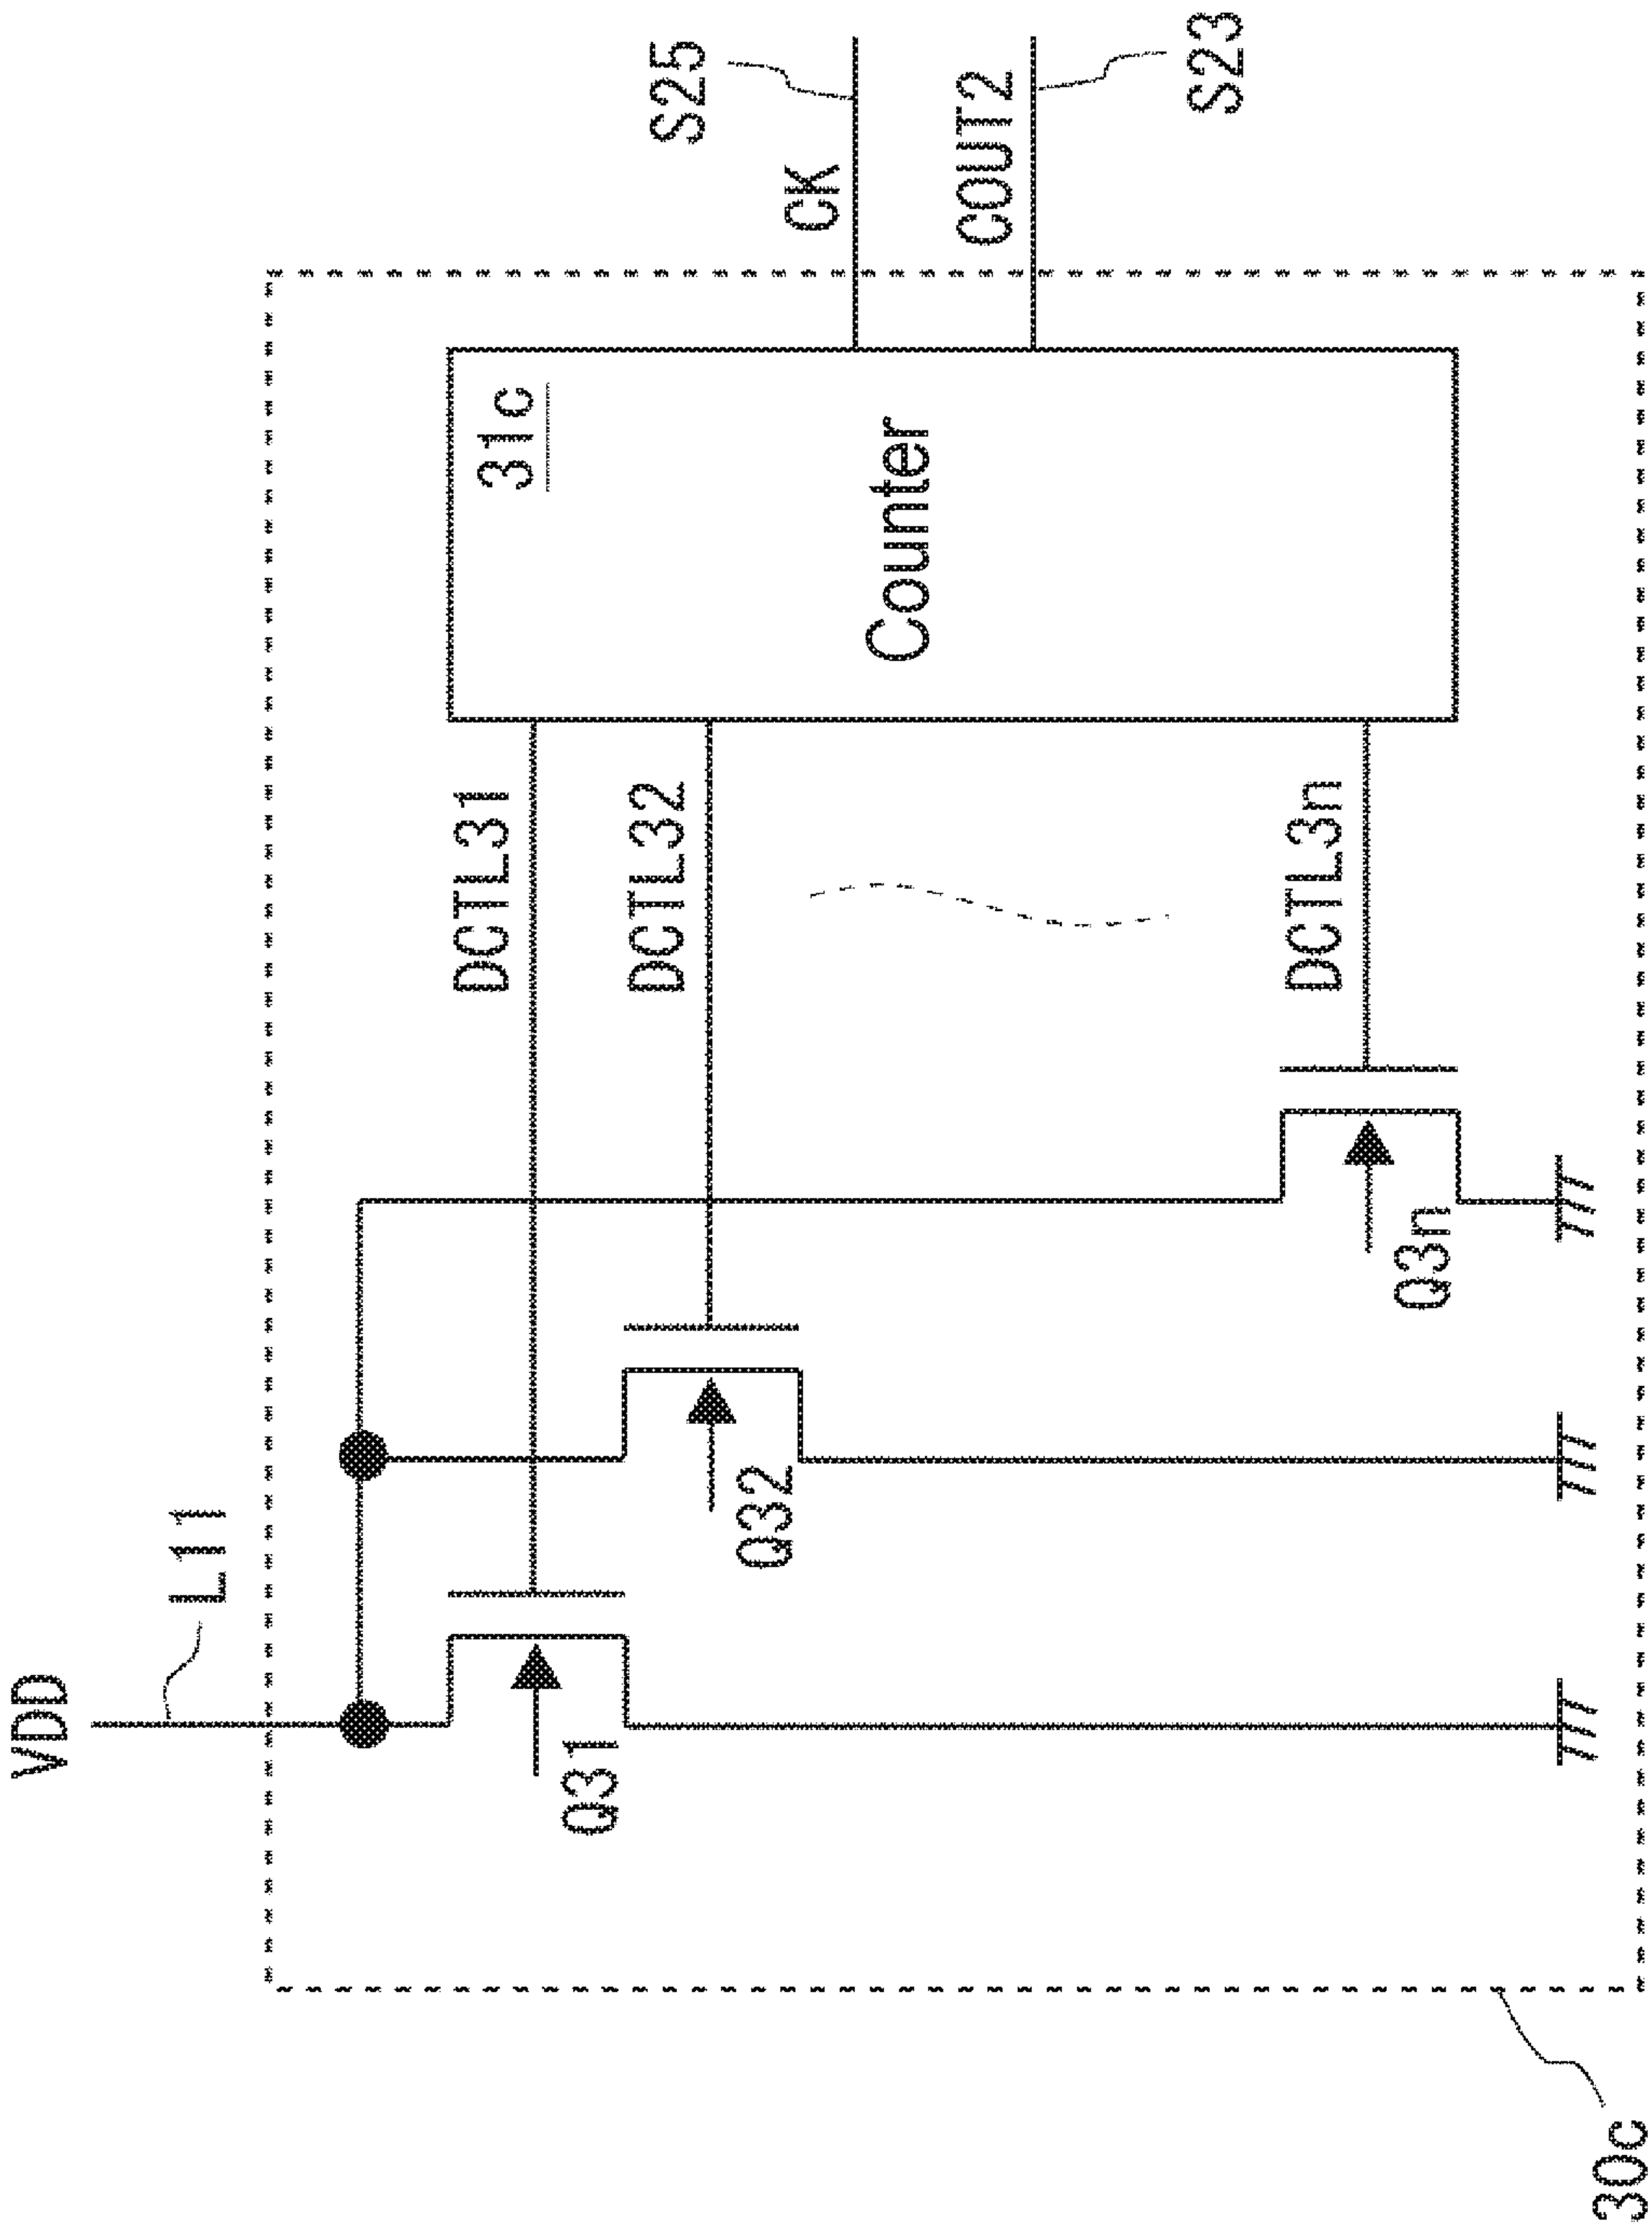 VDD
L11
S25
CK
COUT2
S23
31c
Counter
DCTL31
DCTL32
DCTL3n
Q31
Q32
Q3n
30c